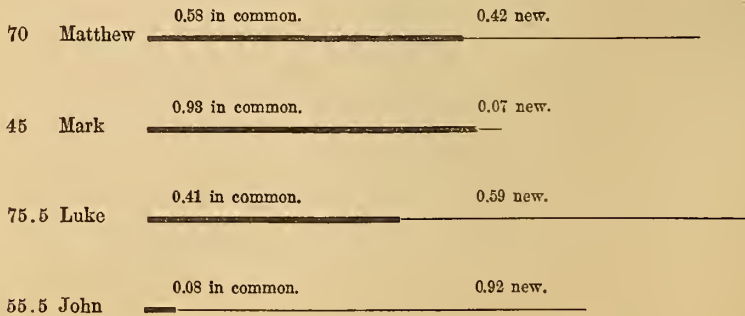 0.58 in common. 0.42 new.
70 Matthew
0.93 in common. 0.07 new.
45 Mark
0.41 in common. 0.59 new.
75.5 Luke
0.08 in common. 0.92 new.
55.5 John